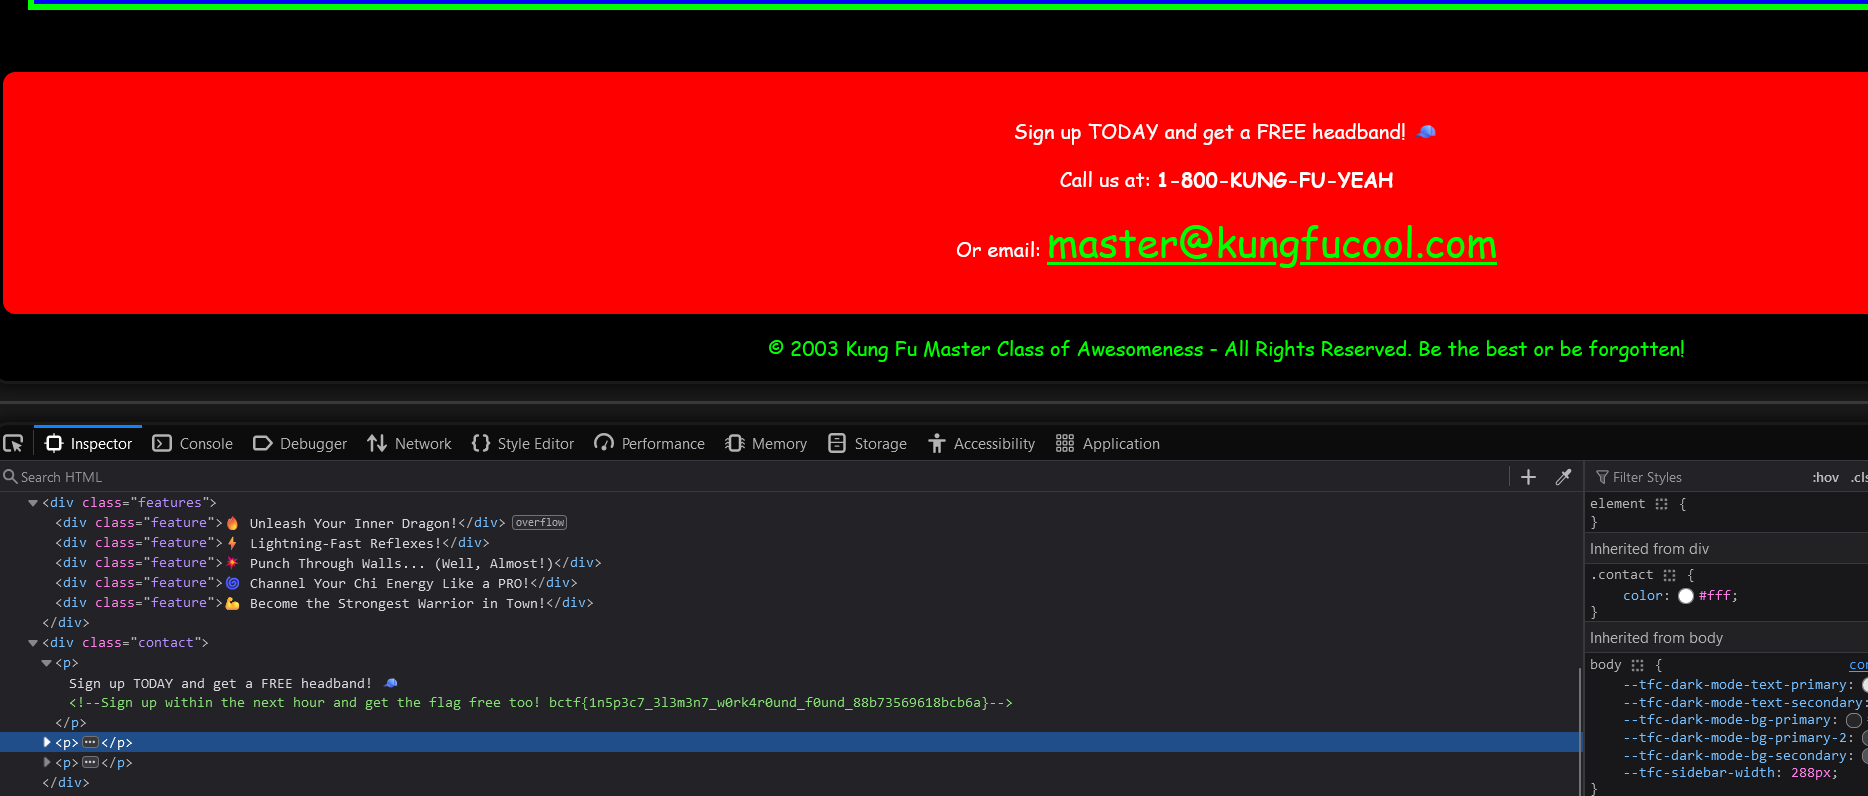 Sign up TODAY and get a FREE headband! 🧢
Call us at: 1-800-KUNG-FU-YEAH
Or email: master@kungfucool.com
© 2003 Kung Fu Master Class of Awesomeness - All Rights Reserved. Be the best or be forgotten!
Inspector Console Debugger Network Style Editor Performance Memory Storage Accessibility Application
Search HTML
<div class="features">
<div class="feature">🔥 Unleash Your Inner Dragon!</div> overflow
<div class="feature">⚡ Lightning-Fast Reflexes!</div>
<div class="feature">💥 Punch Through Walls... (Well, Almost!)</div>
<div class="feature">🌀 Channel Your Chi Energy Like a PRO!</div>
<div class="feature">💪 Become the Strongest Warrior in Town!</div>
</div>
<div class="contact">
<p>
Sign up TODAY and get a FREE headband! 🧢
<!--Sign up within the next hour and get the flag free too! bctf{1n5p3c7_3l3m3n7_w0rk4r0und_f0und_88b73569618bcb6a}-->
</p>
<p>···</p>
<p>···</p>
</div>
Filter Styles :hov .cls
element {
}
Inherited from div
.contact {
color: #fff;
}
Inherited from body
body {
--tfc-dark-mode-text-primary:
--tfc-dark-mode-text-secondary:
--tfc-dark-mode-bg-primary:
--tfc-dark-mode-bg-primary-2:
--tfc-dark-mode-bg-secondary:
--tfc-sidebar-width: 288px;
}